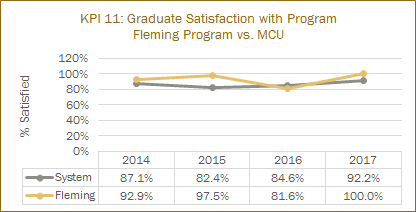 KPI 11: Graduate Satisfaction with Program
Fleming Program vs. MCU
% Satisfied
120%
100%
80%
60%
40%
20%
0%
2014 2015 2016 2017
System 87.1% 82.4% 84.6% 92.2%
Fleming 92.9% 97.5% 81.6% 100.0%